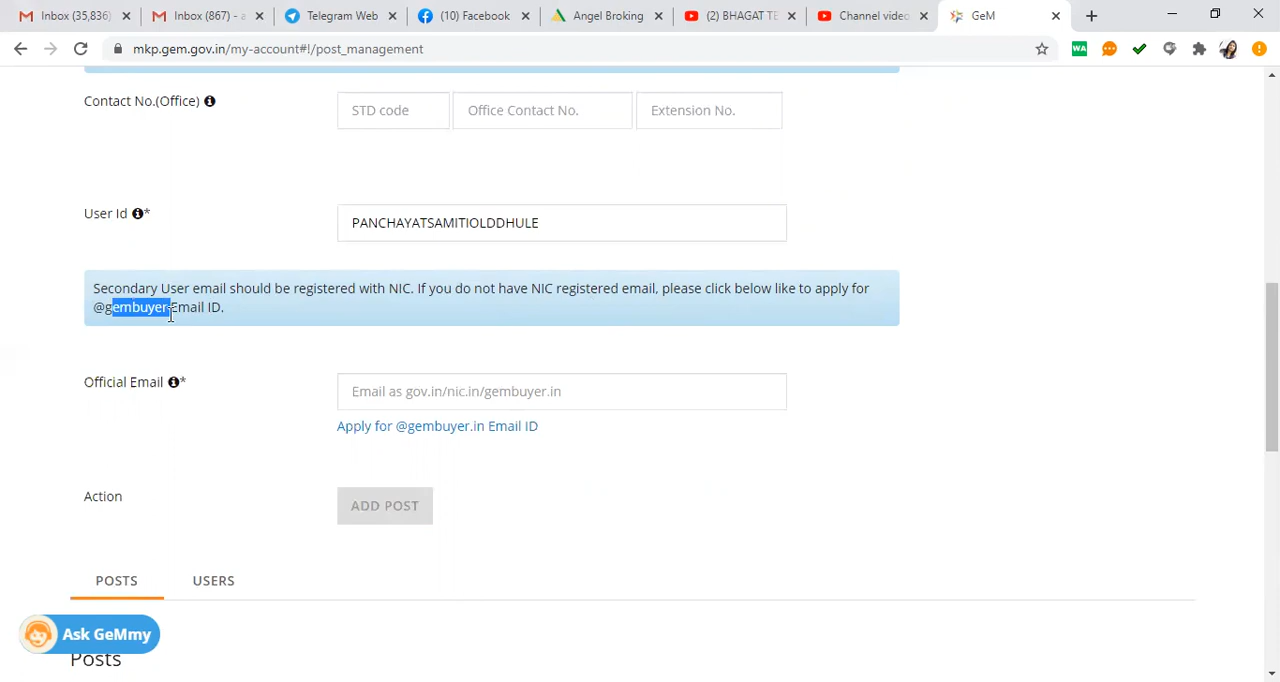 Inbox (35,836)
Inbox (867) - a
Telegram Web
(10) Facebook
Angel Broking
(2) BHAGAT TE
Channel video
GeM
mkp.gem.gov.in/my-account#!/post_management
WA
Contact No.(Office)
STD code
Office Contact No.
Extension No.
User Id *
PANCHAYATSAMITIOLDDHULE
Secondary User email should be registered with NIC. If you do not have NIC registered email, please click below like to apply for
@gembuyer Email ID.
Official Email *
Email as gov.in/nic.in/gembuyer.in
Apply for @gembuyer.in Email ID
Action
ADD POST
POSTS
USERS
Ask GeMmy
Posts